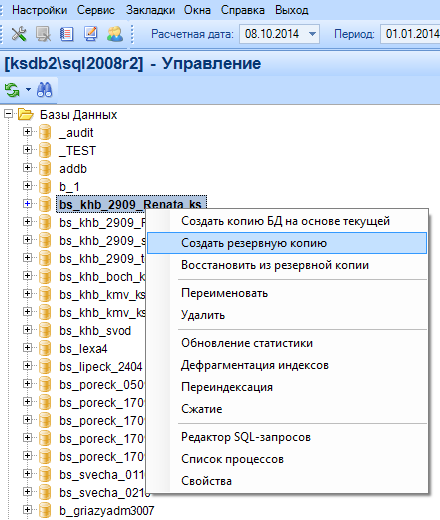 Настройки Сервис Закладки Окна Справка Выход
Расчетная дата: 08.10.2014 Период: 01.01.2014
[ksdb2\sql2008r2] - Управление
Базы Данных
_audit
_TEST
addb
b_1
bs_khb_2909_Renata_ks
bs_khb_2909_F
bs_khb_2909_s
bs_khb_2909_t
bs_khb_boch_k
bs_khb_kmv_ks
bs_khb_kmv_ks
bs_khb_svod
bs_lexa4
bs_lipeck_2404
bs_poreck_050
bs_poreck_170
bs_poreck_170
bs_poreck_170
bs_svecha_011
bs_svecha_0210
b_griazyadm3007
Создать копию БД на основе текущей
Создать резервную копию
Восстановить из резервной копии
Переименовать
Удалить
Обновление статистики
Дефрагментация индексов
Переиндексация
Сжатие
Редактор SQL-запросов
Список процессов
Свойства